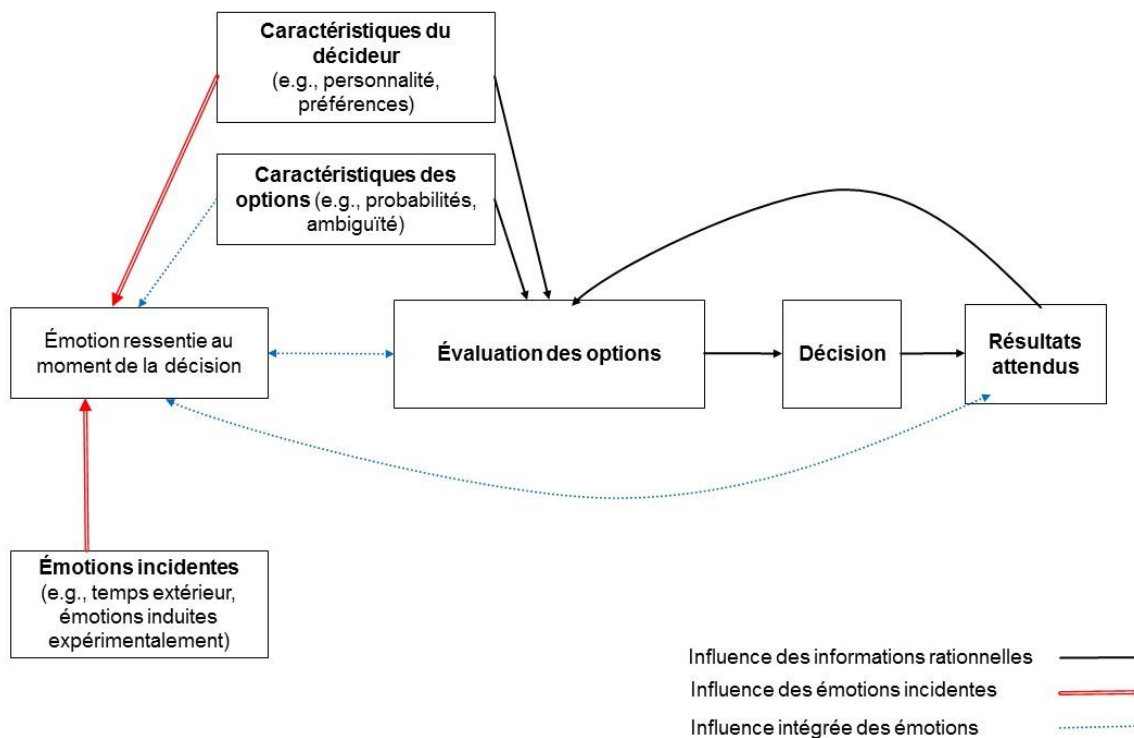 Caractéristiques du
décideur
(e.g., personnalité,
préférences)
Caractéristiques des
options (e.g., probabilités,
ambiguïté)
Émotion ressentie au
moment de la décision
Évaluation des options
Décision
Résultats
attendus
Émotions incidentes
(e.g., temps extérieur,
émotions induites
expérimentalement)
Influence des informations rationnelles
Influence des émotions incidentes
Influence intégrée des émotions